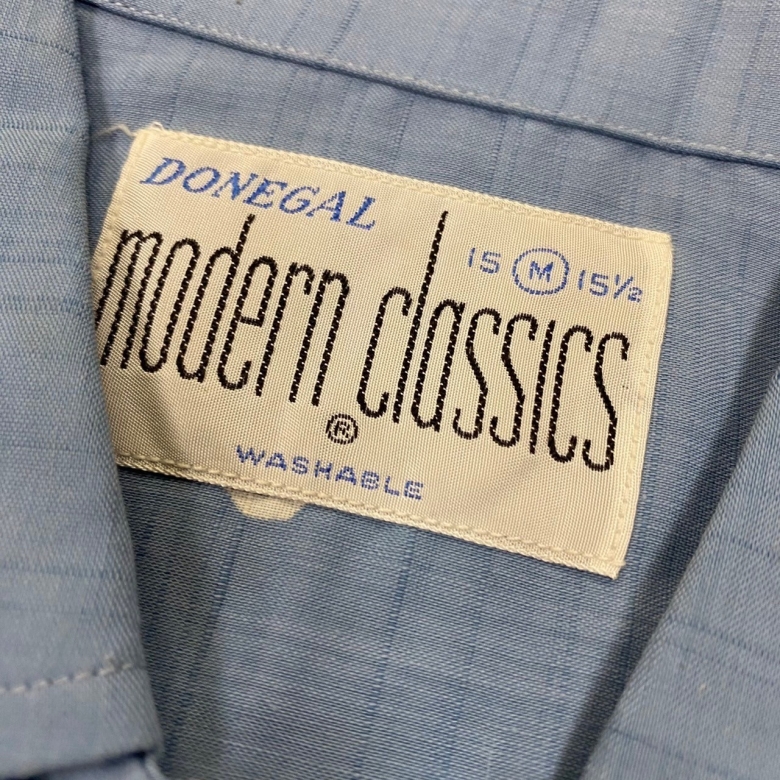 DONEGAL
15 M 15½
modern classics
®
WASHABLE